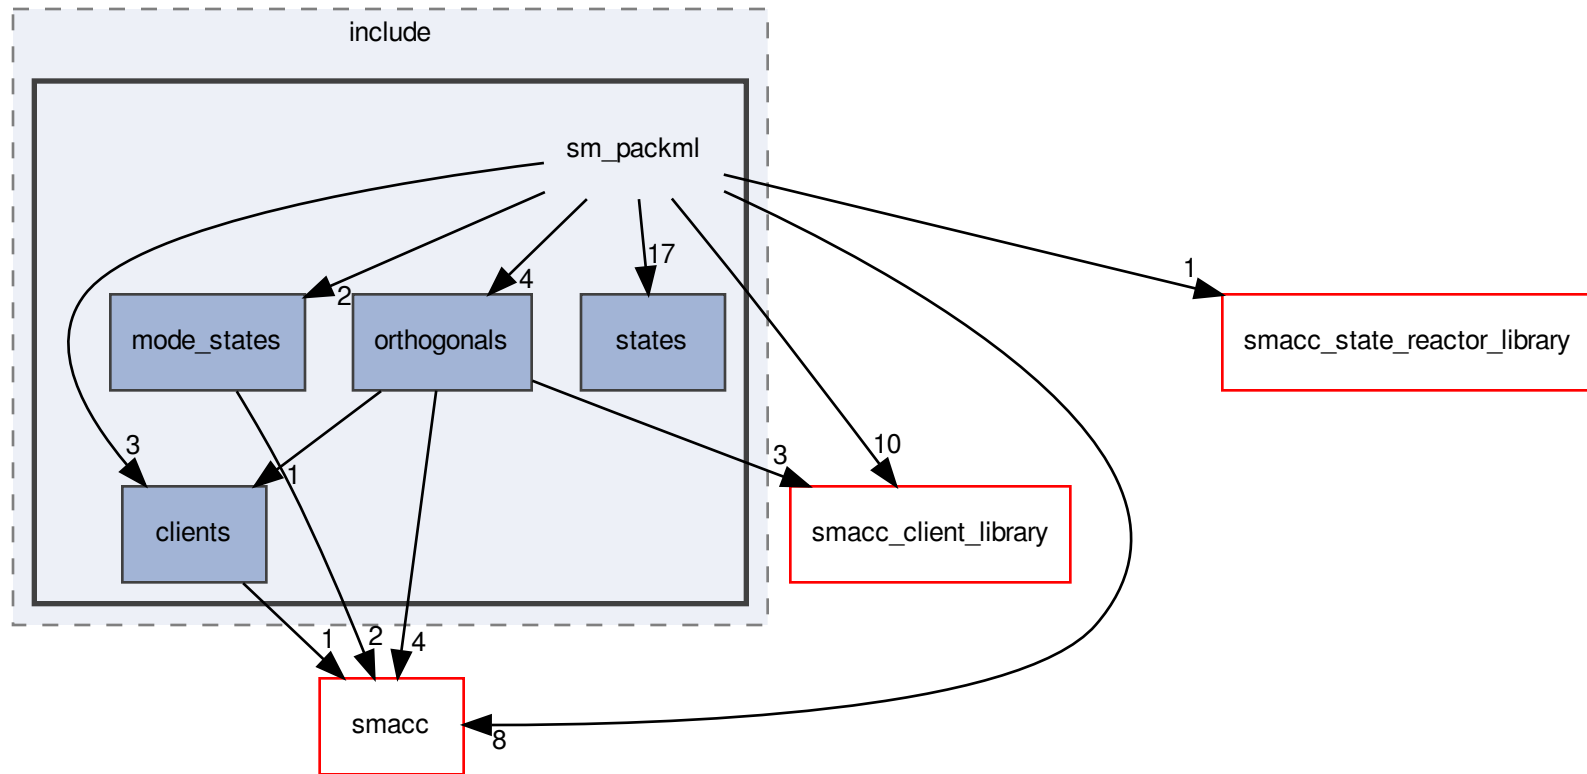 include
sm_packml
17
2
4
1
mode_states
orthogonals
states
smacc_state_reactor_library
3
1
3
10
clients
smacc_client_library
1
2
4
smacc
8